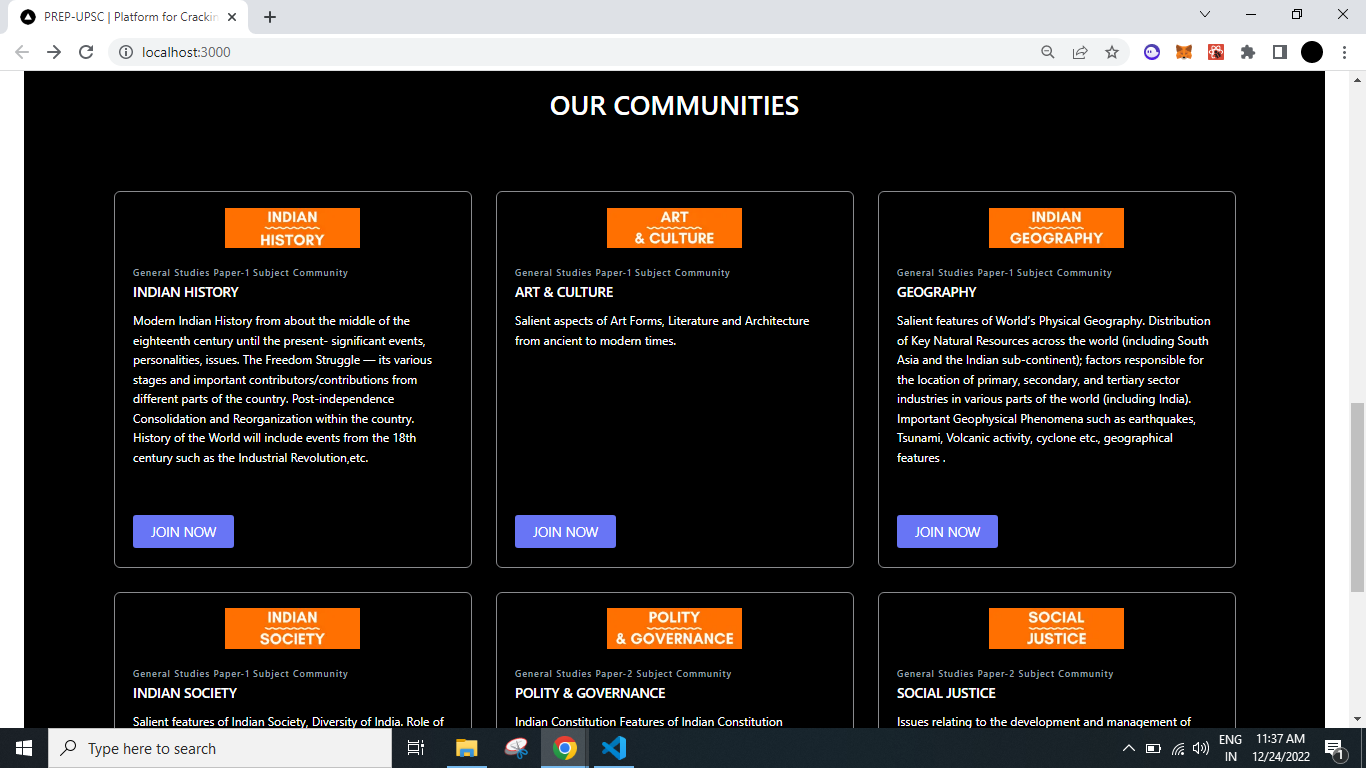 PREP-UPSC | Platform for Crackin
localhost:3000
OUR COMMUNITIES
INDIAN
HISTORY
General Studies Paper-1 Subject Community
INDIAN HISTORY
Modern Indian History from about the middle of the
eighteenth century until the present- significant events,
personalities, issues. The Freedom Struggle — its various
stages and important contributors/contributions from
different parts of the country. Post-independence
Consolidation and Reorganization within the country.
History of the World will include events from the 18th
century such as the Industrial Revolution,etc.
JOIN NOW
ART
& CULTURE
General Studies Paper-1 Subject Community
ART & CULTURE
Salient aspects of Art Forms, Literature and Architecture
from ancient to modern times.
JOIN NOW
INDIAN
GEOGRAPHY
General Studies Paper-1 Subject Community
GEOGRAPHY
Salient features of World’s Physical Geography. Distribution
of Key Natural Resources across the world (including South
Asia and the Indian sub-continent); factors responsible for
the location of primary, secondary, and tertiary sector
industries in various parts of the world (including India).
Important Geophysical Phenomena such as earthquakes,
Tsunami, Volcanic activity, cyclone etc., geographical
features .
JOIN NOW
INDIAN
SOCIETY
General Studies Paper-1 Subject Community
INDIAN SOCIETY
Salient features of Indian Society, Diversity of India. Role of
POLITY
& GOVERNANCE
General Studies Paper-2 Subject Community
POLITY & GOVERNANCE
Indian Constitution Features of Indian Constitution
SOCIAL
JUSTICE
General Studies Paper-2 Subject Community
SOCIAL JUSTICE
Issues relating to the development and management of
Type here to search
ENG
IN
11:37 AM
12/24/2022
1